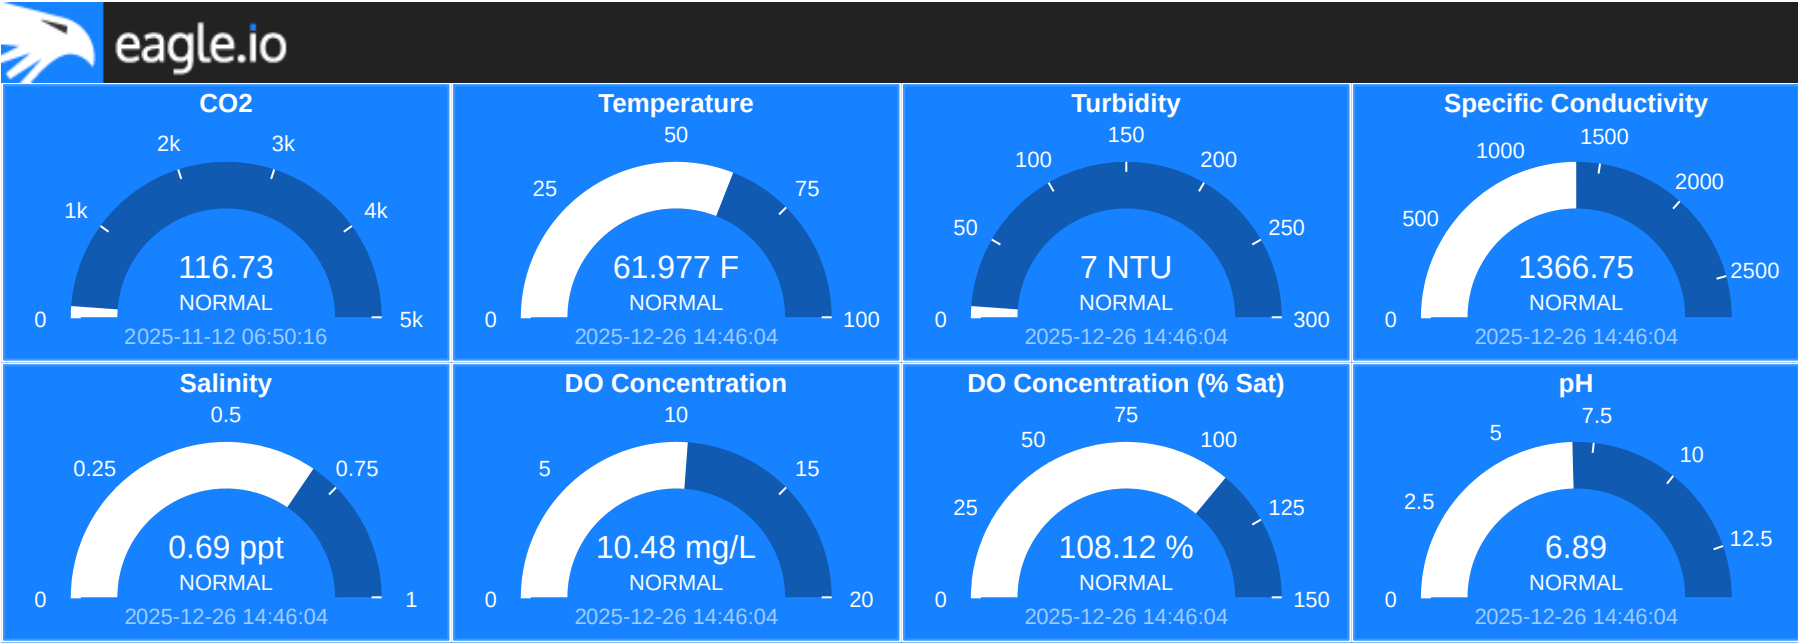 eagle.io
CO2
2k
3k
1k
4k
0
5k
116.73
NORMAL
2025-11-12 06:50:16
Temperature
50
25
75
0
100
61.977 F
NORMAL
2025-12-26 14:46:04
Turbidity
150
100
200
50
250
0
300
7 NTU
NORMAL
2025-12-26 14:46:04
Specific Conductivity
1500
1000
2000
500
2500
0
1366.75
NORMAL
2025-12-26 14:46:04
Salinity
0.5
0.25
0.75
0
1
0.69 ppt
NORMAL
2025-12-26 14:46:04
DO Concentration
10
5
15
0
20
10.48 mg/L
NORMAL
2025-12-26 14:46:04
DO Concentration (% Sat)
75
50
100
25
125
0
150
108.12 %
NORMAL
2025-12-26 14:46:04
pH
7.5
5
10
2.5
12.5
0
6.89
NORMAL
2025-12-26 14:46:04